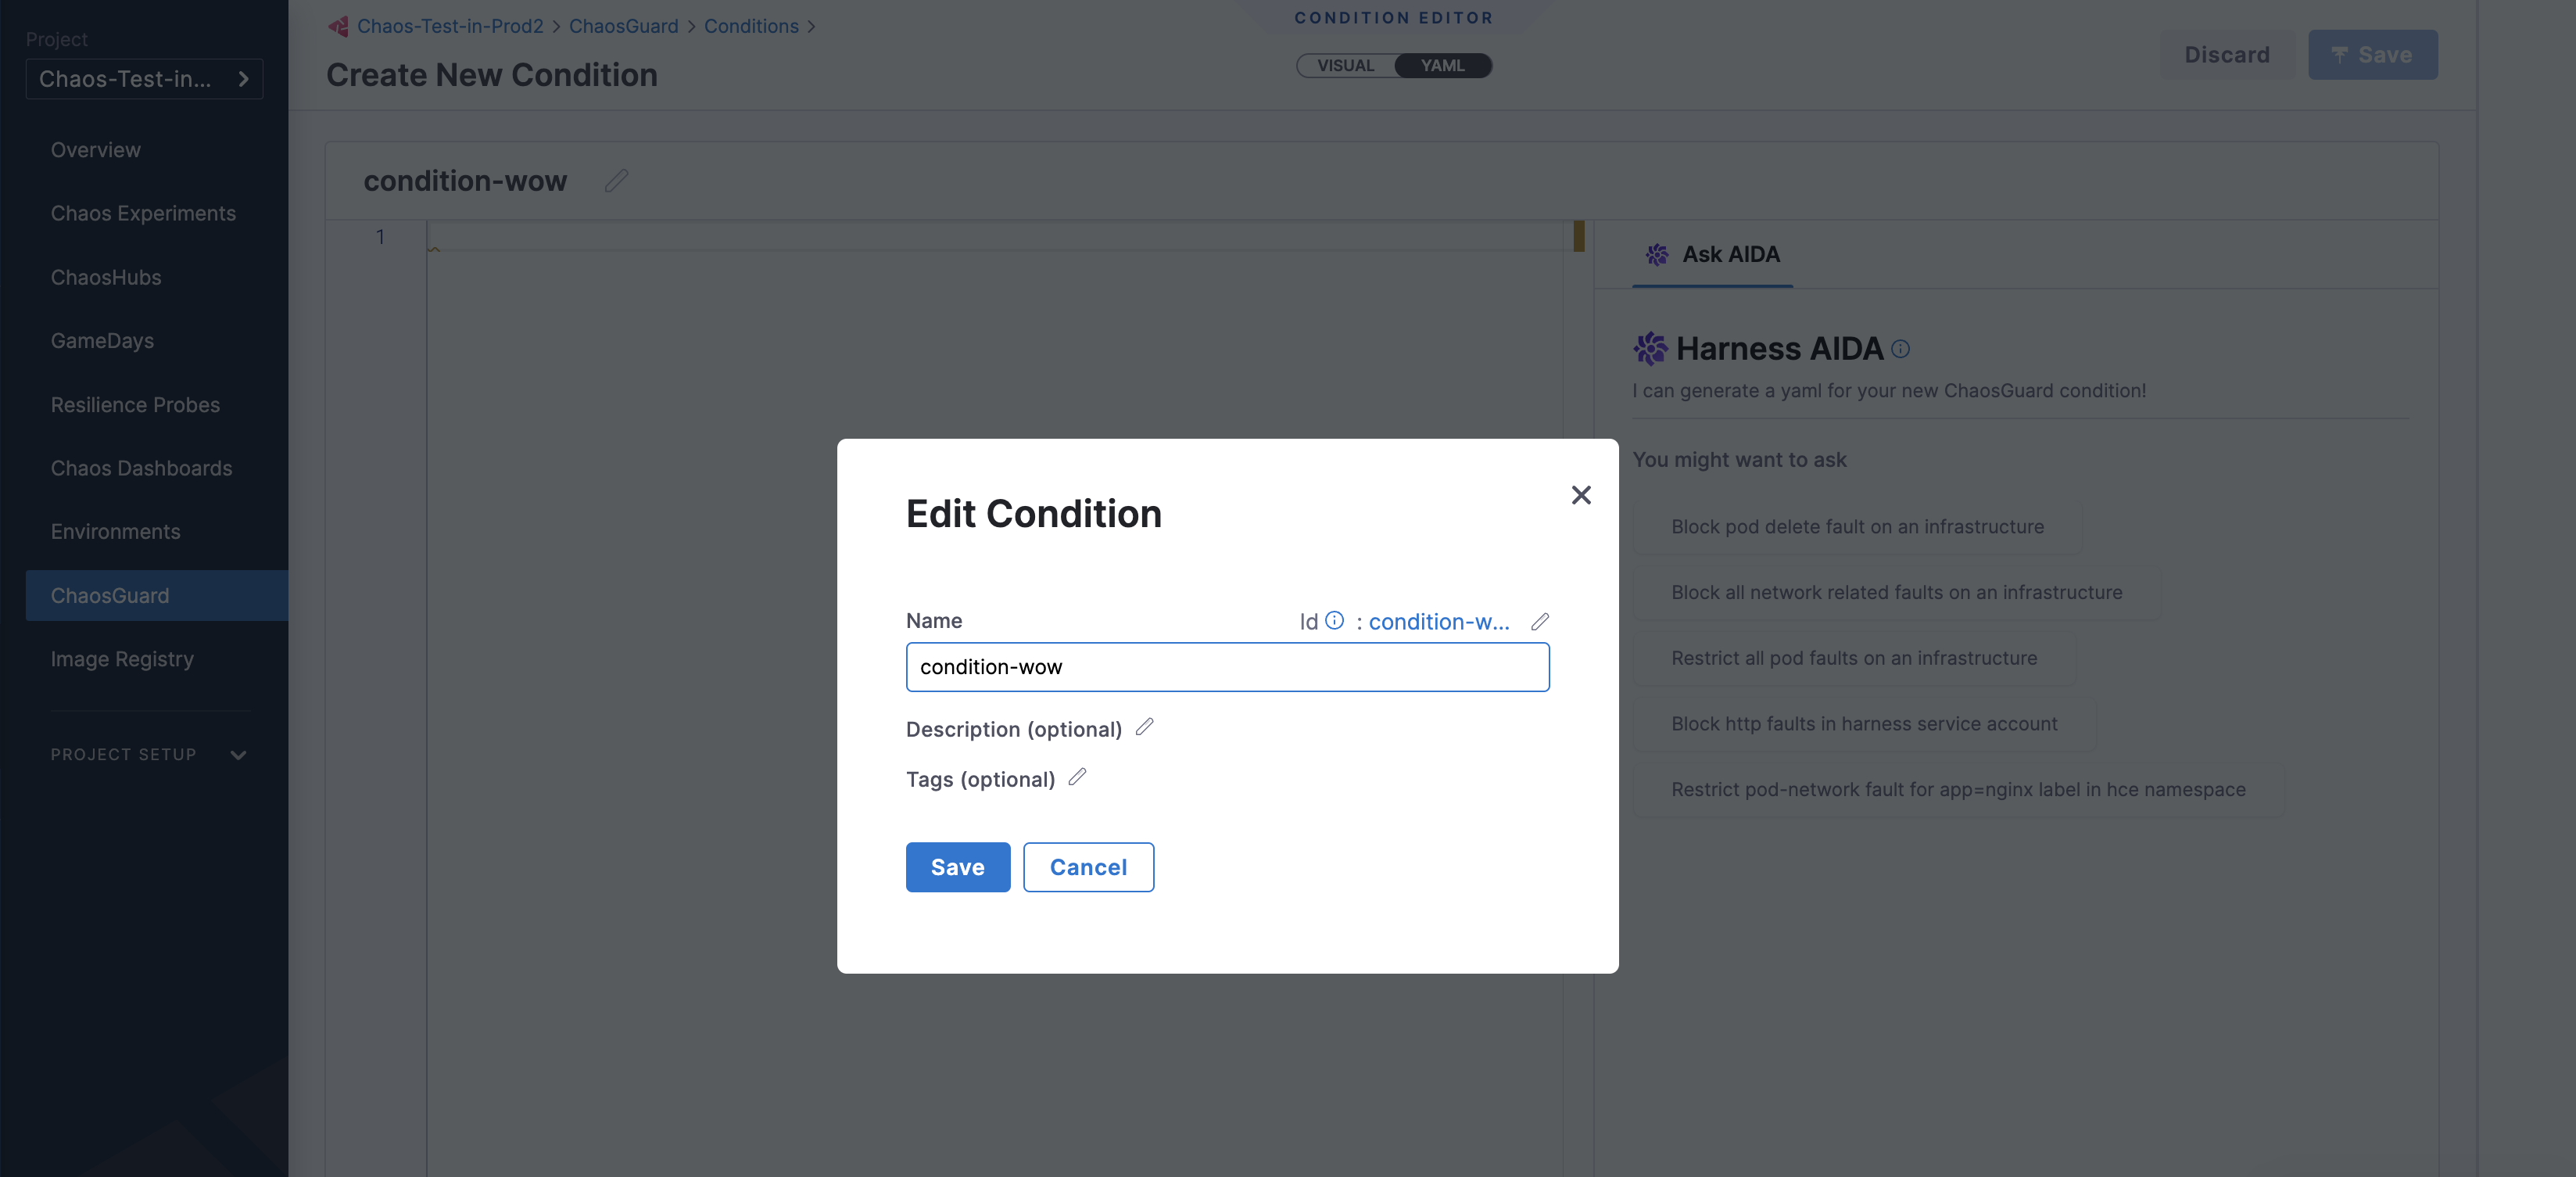 Project
Chaos-Test-in...
Overview
Chaos Experiments
ChaosHubs
GameDays
Resilience Probes
Chaos Dashboards
Environments
ChaosGuard
Image Registry
PROJECT SETUP
Chaos-Test-in-Prod2 > ChaosGuard > Conditions >
Create New Condition
CONDITION EDITOR
VISUAL YAML
Discard
Save
condition-wow
1
Ask AIDA
Harness AIDA
I can generate a yaml for your new ChaosGuard condition!
You might want to ask
Block pod delete fault on an infrastructure
Block all network related faults on an infrastructure
Restrict all pod faults on an infrastructure
Block http faults in harness service account
Restrict pod-network fault for app=nginx label in hce namespace
Edit Condition
Name
Id : condition-w...
condition-wow
Description (optional)
Tags (optional)
Save
Cancel